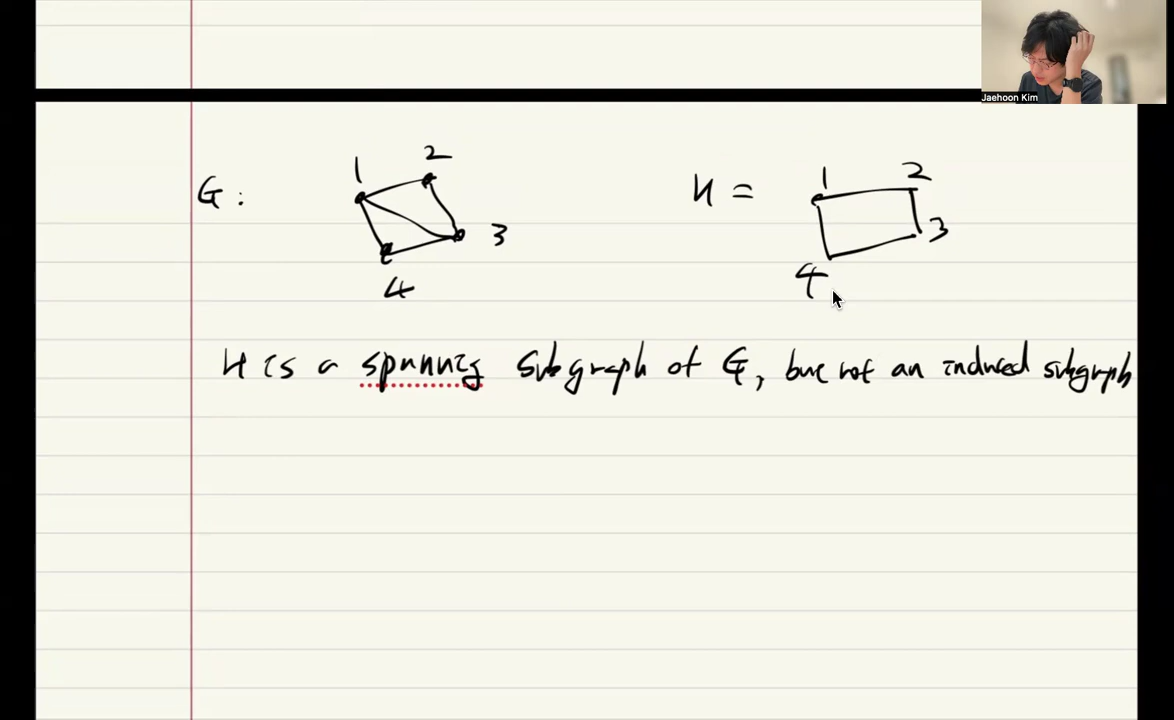 Jaehoon Kim
G: 1 2 3 4
H = 1 2 3 4
H is a spanning subgraph of G, but not an induced subgraph